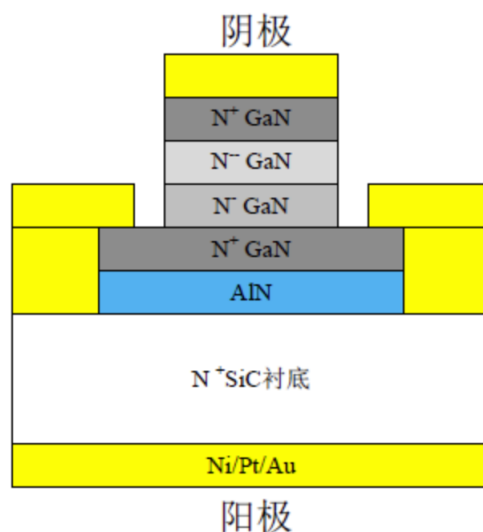 阴极
N⁺ GaN
N⁻⁻ GaN
N⁻ GaN
N⁺ GaN
AlN
N ⁺SiC衬底
Ni/Pt/Au
阳极